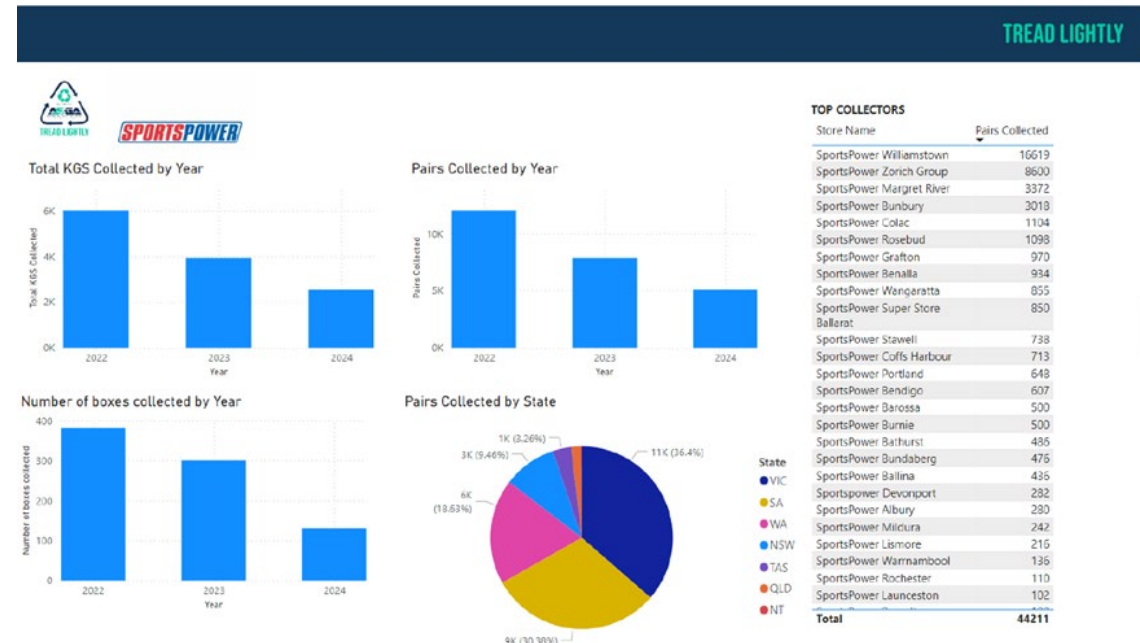 TREAD LIGHTLY
TREAD LIGHTLY
SPORTSPOWER
Total KGS Collected by Year
6K
4K
2K
0K
Total KGS Collected
2022
2023
2024
Year
Pairs Collected by Year
10K
5K
0K
Pairs Collected
2022
2023
2024
Year
Number of boxes collected by Year
400
300
200
100
0
Number of boxes collected
2022
2023
2024
Year
Pairs Collected by State
1K (3.26%)
3K (9.46%)
6K
(18.63%)
11K (36.4%)
9K (30.38%)
State
VIC
SA
WA
NSW
TAS
QLD
NT
TOP COLLECTORS
Store Name Pairs Collected
SportsPower Williamstown 16619
SportsPower Zorich Group 8600
SportsPower Margret River 3372
SportsPower Bunbury 3018
SportsPower Colac 1104
SportsPower Rosebud 1098
SportsPower Grafton 970
SportsPower Benalla 934
SportsPower Wangaratta 855
SportsPower Super Store 850
Ballarat
SportsPower Stawell 738
SportsPower Coffs Harbour 713
SportsPower Portland 648
SportsPower Bendigo 607
SportsPower Barossa 500
SportsPower Burnie 500
SportsPower Bathurst 486
SportsPower Bundaberg 476
SportsPower Ballina 436
Sportspower Devonport 282
SportsPower Albury 280
SportsPower Mildura 242
SportsPower Lismore 216
SportsPower Warrnambool 136
SportsPower Rochester 110
SportsPower Launceston 102
Total 44211